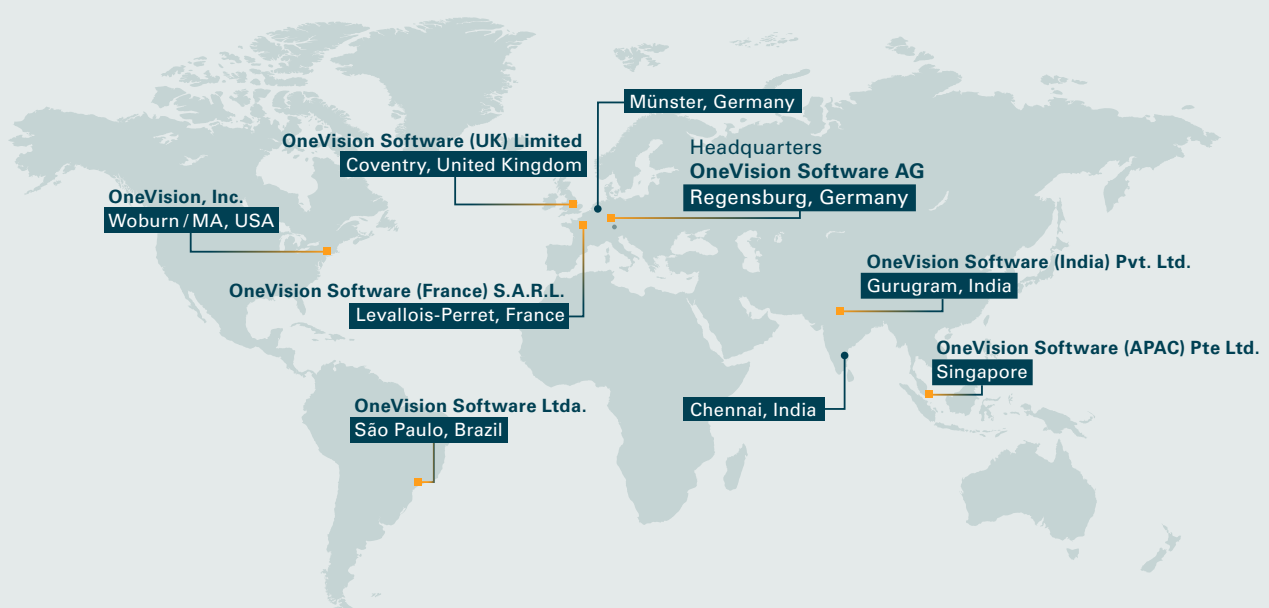 Münster, Germany
OneVision Software (UK) Limited
Coventry, United Kingdom
Headquarters
OneVision Software AG
Regensburg, Germany
OneVision, Inc.
Woburn/MA, USA
OneVision Software (India) Pvt. Ltd.
Gurugram, India
OneVision Software (France) S.A.R.L.
Levallois-Perret, France
OneVision Software (APAC) Pte Ltd.
Singapore
OneVision Software Ltda.
São Paulo, Brazil
Chennai, India